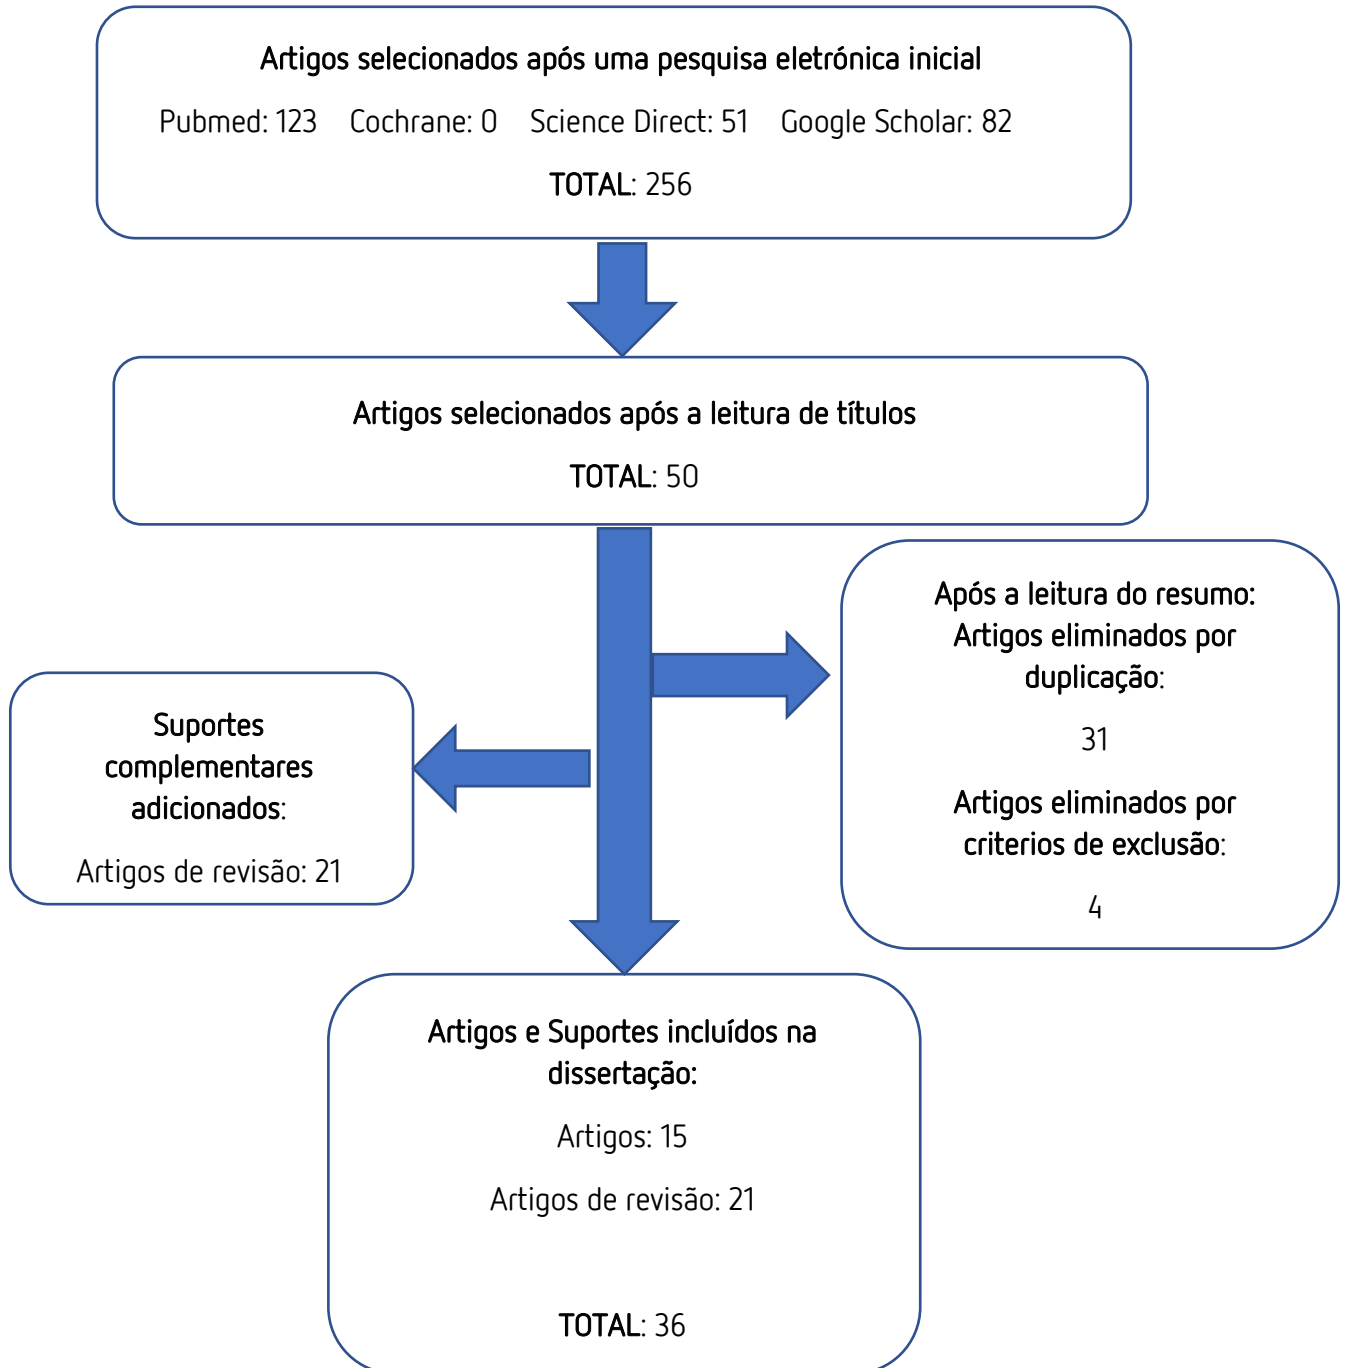 Artigos selecionados após uma pesquisa eletrónica inicial
Pubmed: 123 Cochrane: 0 Science Direct: 51 Google Scholar: 82
TOTAL: 256
Artigos selecionados após a leitura de títulos
TOTAL: 50
Após a leitura do resumo:
Artigos eliminados por
duplicação:
31
Artigos eliminados por
criterios de exclusão:
4
Suportes
complementares
adicionados:
Artigos de revisão: 21
Artigos e Suportes incluídos na
dissertação:
Artigos: 15
Artigos de revisão: 21
TOTAL: 36